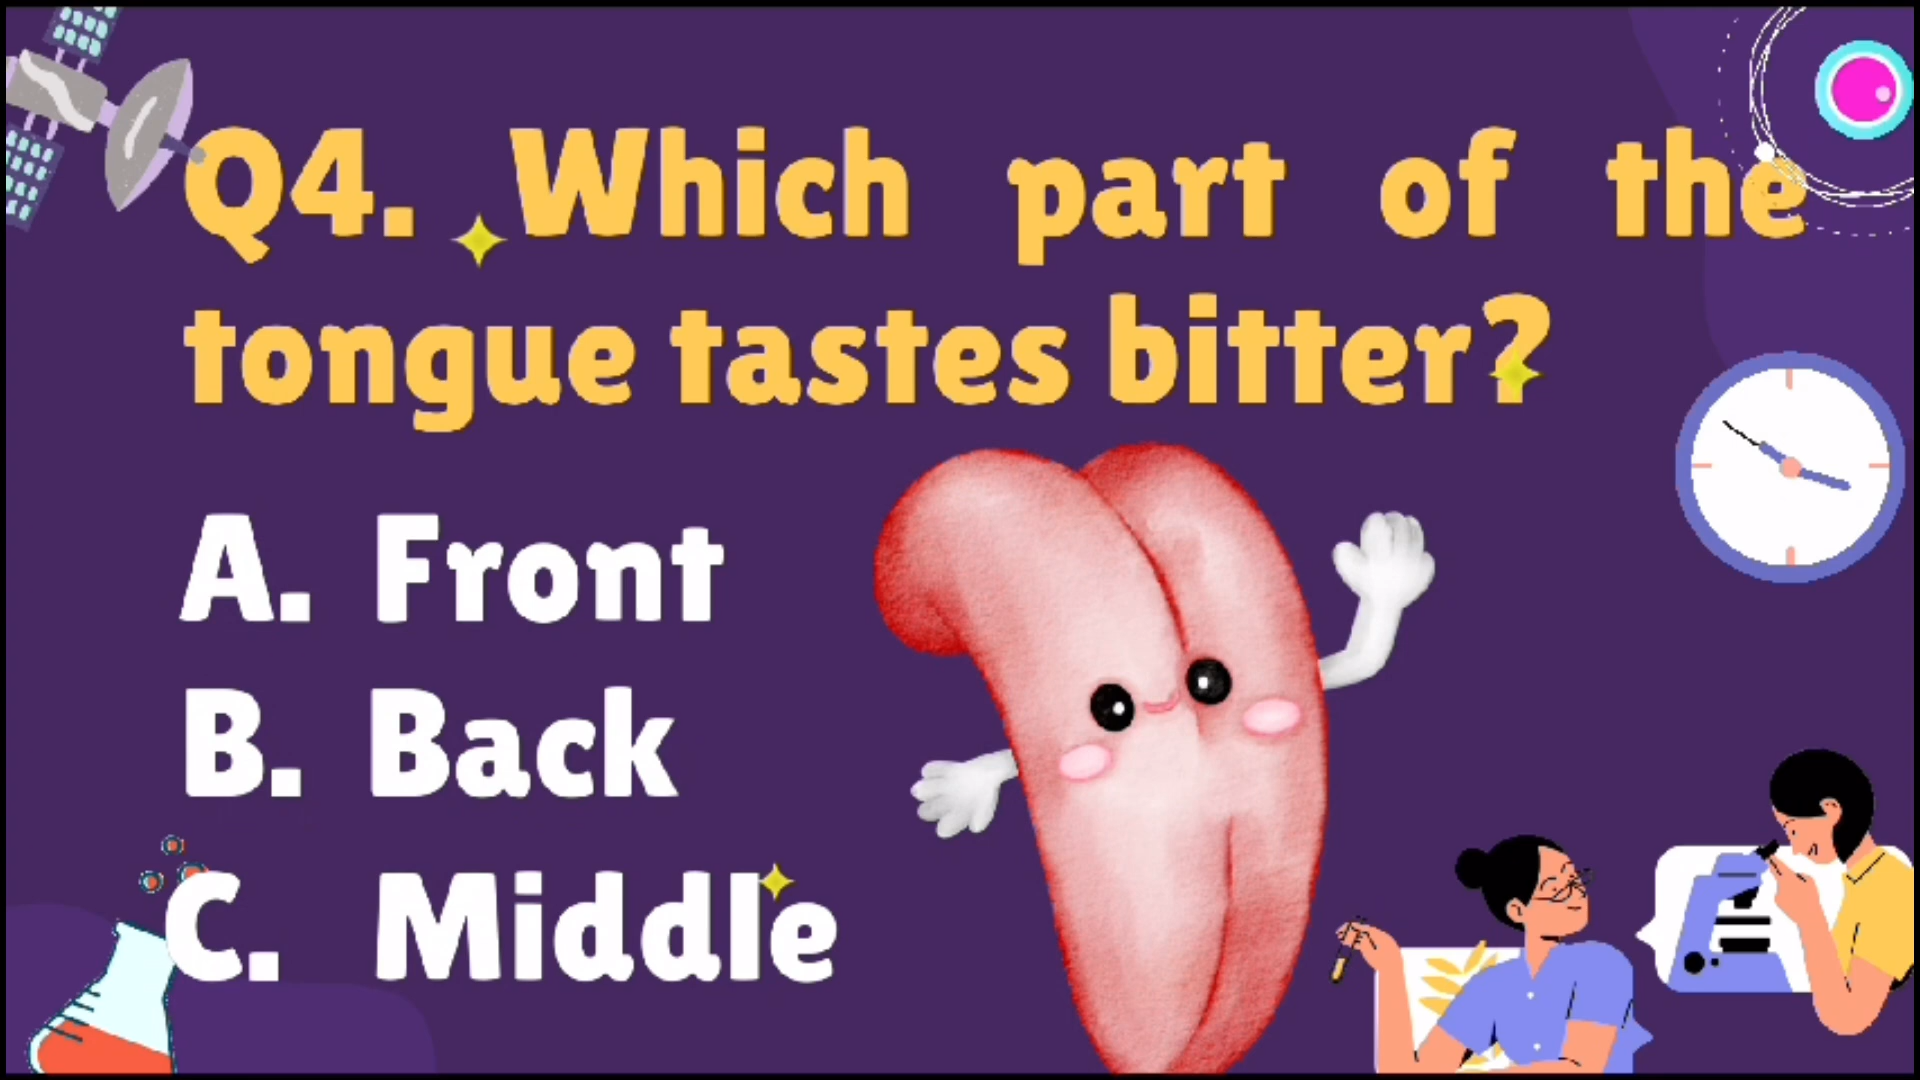 Q4. Which part of the
tongue tastes bitter?
A. Front
B. Back
C. Middle